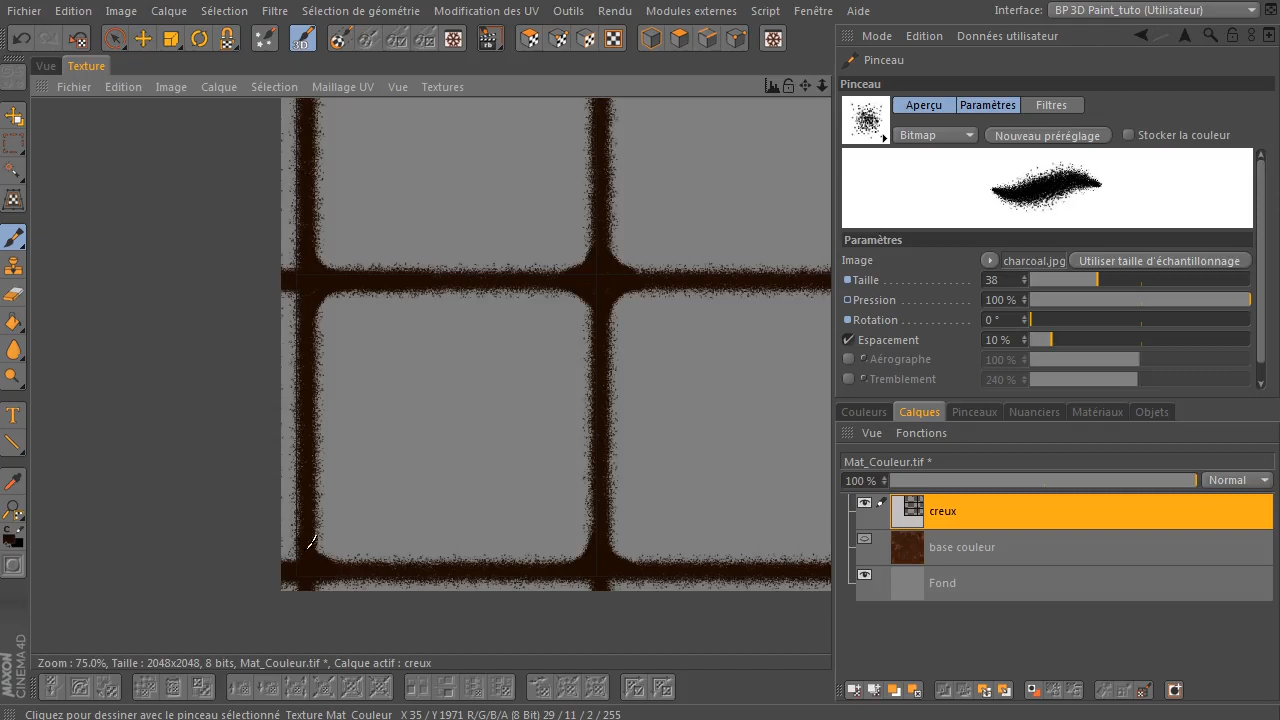 Fichier Edition Image Calque Sélection Filtre Sélection de géométrie Modification des UV Outils Rendu Modules externes Script Fenêtre Aide Interface: BP 3D Paint_tuto (Utilisateur)
3D
Mode Edition Données utilisateur
Vue Texture
Pinceau
Fichier Edition Image Calque Sélection Maillage UV Vue Textures
Pinceau
Aperçu Paramètres Filtres
Bitmap Nouveau préréglage Stocker la couleur
Paramètres
Image charcoal.jpg Utiliser taille d'échantillonnage
Taille 38
Pression 100 %
Rotation 0 °
Espacement 10 %
Aérographe 100 %
Tremblement 240 %
Couleurs Calques Pinceaux Nuanciers Matériaux Objets
Vue Fonctions
Mat_Couleur.tif *
100 % Normal
creux
base couleur
Fond
T
C
MAXON
CINEMA 4D
Zoom : 75.0%, Taille : 2048x2048, 8 bits, Mat_Couleur.tif *, Calque actif : creux
Cliquez pour dessiner avec le pinceau sélectionné Texture Mat_Couleur X 35 / Y 1971 R/G/B/A (8 Bit) 29 / 11 / 2 / 255